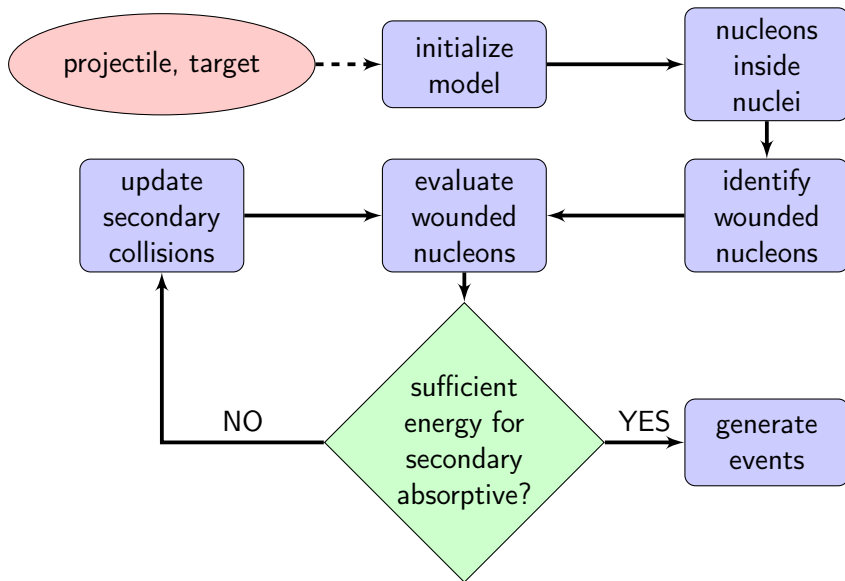 projectile, target
initialize
model
nucleons
inside
nuclei
update
secondary
collisions
evaluate
wounded
nucleons
identify
wounded
nucleons
sufficient
energy for
secondary
absorptive?
NO
YES
generate
events